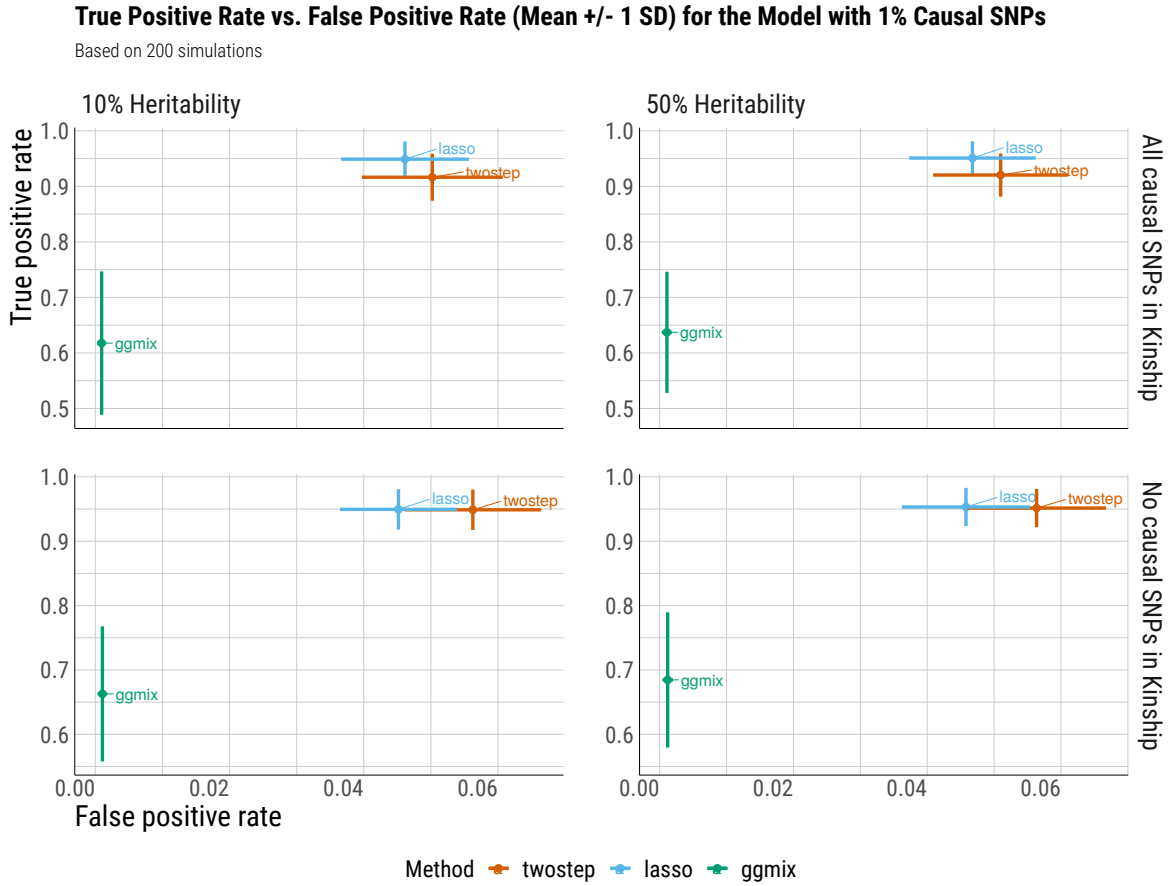 True Positive Rate vs. False Positive Rate (Mean +/- 1 SD) for the Model with 1% Causal SNPs
Based on 200 simulations
10% Heritability
50% Heritability
True positive rate
1.0
0.9
0.8
0.7
0.6
0.5
lasso
twostep
ggmix
1.0
0.9
0.8
0.7
0.6
0.5
lasso
twostep
ggmix
All causal SNPs in Kinship
1.0
0.9
0.8
0.7
0.6
lasso
twostep
ggmix
1.0
0.9
0.8
0.7
0.6
lasso
twostep
ggmix
No causal SNPs in Kinship
0.00 0.02 0.04 0.06
0.00 0.02 0.04 0.06
False positive rate
Method twostep lasso ggmix